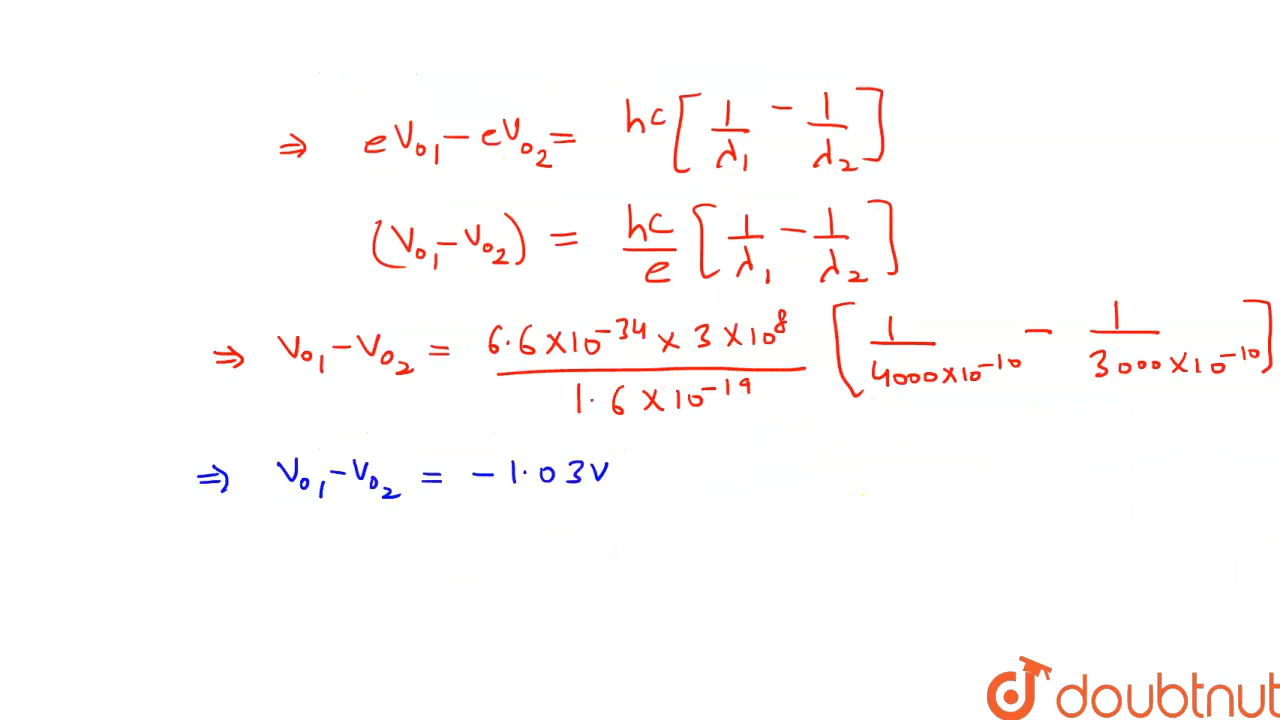 ⇒ eV₀₁ - eV₀₂ = hc [1/λ₁ - 1/λ₂]
(V₀₁ - V₀₂) = hc/e [1/λ₁ - 1/λ₂]
⇒ V₀₁ - V₀₂ = 6.6×10⁻³⁴ × 3×10⁸ / 1.6×10⁻¹⁹ [1/4000×10⁻¹⁰ - 1/3000×10⁻¹⁰]
⇒ V₀₁ - V₀₂ = -1.03V
doubtnut